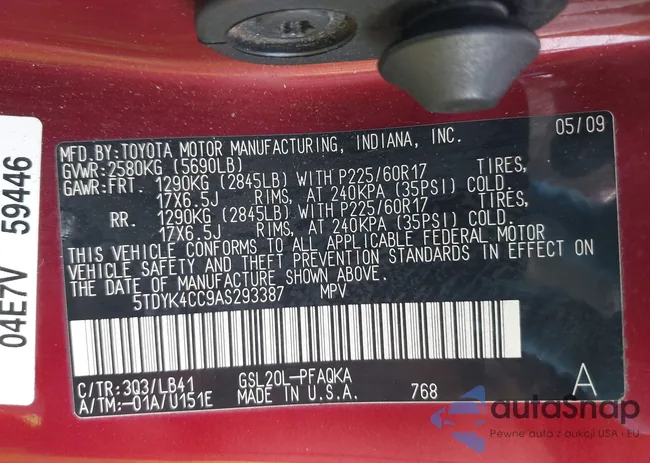 MFD.BY:TOYOTA MOTOR MANUFACTURING, INDIANA, INC. 05/09
GVWR:2580KG (5690LB)
GAWR:FRT. 1290KG (2845LB) WITH P225/60R17 TIRES,
17X6.5J RIMS, AT 240KPA (35PSI) COLD.
RR. 1290KG (2845LB) WITH P225/60R17 TIRES,
17X6.5J RIMS, AT 240KPA (35PSI) COLD.
THIS VEHICLE CONFORMS TO ALL APPLICABLE FEDERAL MOTOR
VEHICLE SAFETY AND THEFT PREVENTION STANDARDS IN EFFECT ON
THE DATE OF MANUFACTURE SHOWN ABOVE.
5TDYK4CC9AS293387 MPV
C/TR:3Q3/LB41 GSL20L-PFAQKA
A/TM:-01A/U151E MADE IN U.S.A. 768 A
04E7V 59446
autoSnap
Pewne auta z aukcji USA i EU